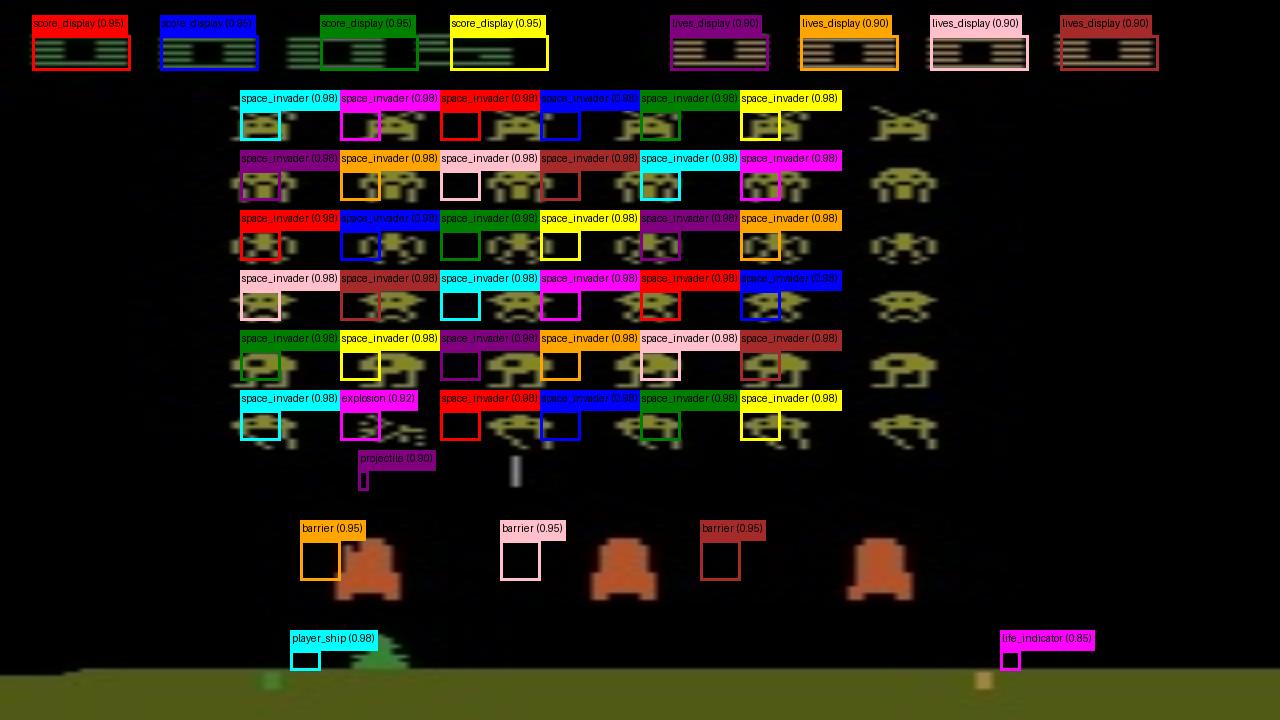 score_display (0.95) score_display (0.95) score_display (0.95) score_display (0.95) lives_display (0.90) lives_display (0.90) lives_display (0.90) lives_display (0.90)
space_invader (0.98) space_invader (0.98) space_invader (0.98) space_invader (0.98) space_invader (0.98) space_invader (0.98)
space_invader (0.98) space_invader (0.98) space_invader (0.98) space_invader (0.98) space_invader (0.98) space_invader (0.98)
space_invader (0.98) space_invader (0.98) space_invader (0.98) space_invader (0.98) space_invader (0.98) space_invader (0.98)
space_invader (0.98) space_invader (0.98) space_invader (0.98) space_invader (0.98) space_invader (0.98) space_invader (0.98)
space_invader (0.98) space_invader (0.98) space_invader (0.98) space_invader (0.98) space_invader (0.98) space_invader (0.98)
space_invader (0.98) explosion (0.92) space_invader (0.98) space_invader (0.98) space_invader (0.98) space_invader (0.98)
projectile (0.90)
barrier (0.95) barrier (0.95) barrier (0.95)
player_ship (0.98) life_indicator (0.85)